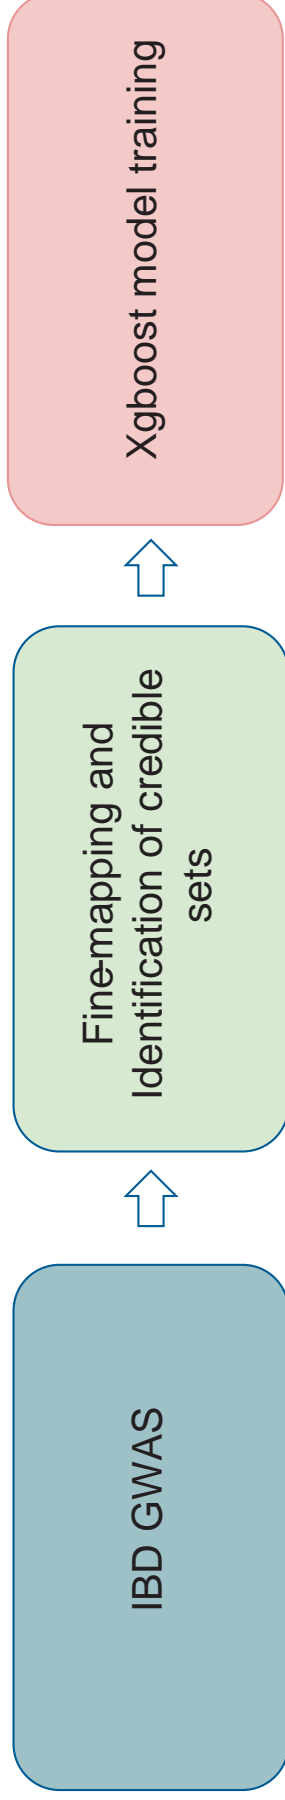 IBD GWAS
Fine-mapping and
Identification of credible
sets
Xgboost model training